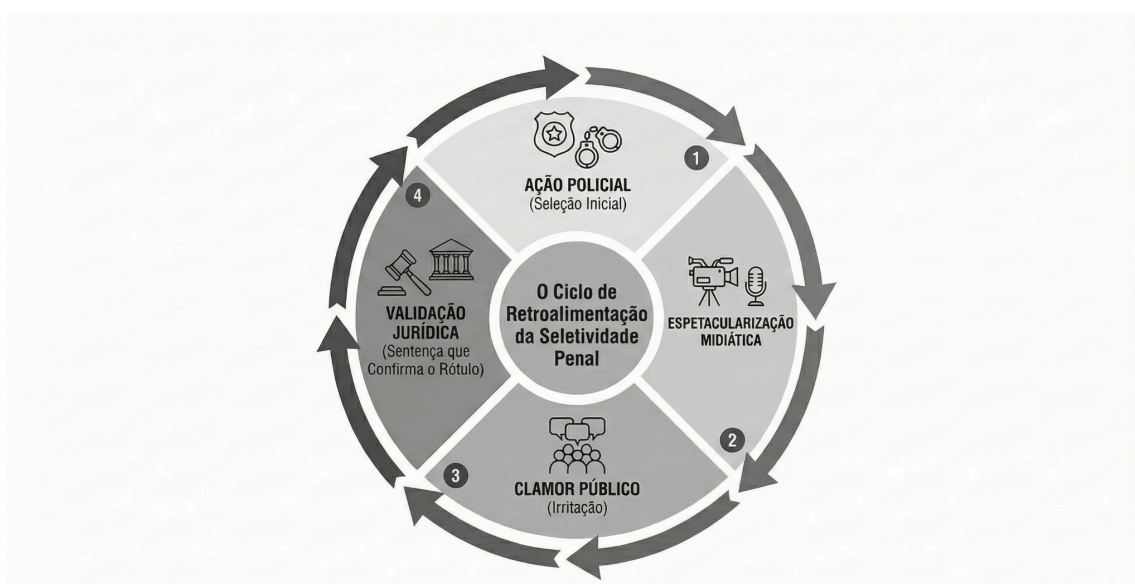 1
AÇÃO POLICIAL
(Seleção Inicial)
ESPETACULARIZAÇÃO
MIDIÁTICA
2
3
CLAMOR PÚBLICO
(Irritação)
4
VALIDAÇÃO
JURÍDICA
(Sentença que
Confirma o Rótulo)
O Ciclo de
Retroalimentação
da Seletividade
Penal